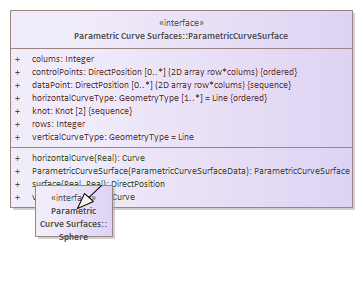 «interface»
Parametric Curve Surfaces::ParametricCurveSurface
+ colums: Integer
+ controlPoints: DirectPosition [0..*] (2D array row*colums) {ordered}
+ dataPoint: DirectPosition [0..*] (2D array row*colums) {sequence}
+ horizontalCurveType: GeometryType [1..*] = Line {ordered}
+ knot: Knot [2] {sequence}
+ rows: Integer
+ verticalCurveType: GeometryType = Line
+ horizontalCurve(Real): Curve
+ ParametricCurveSurface(ParametricCurveSurfaceData): ParametricCurveSurface
+ surface(Real, Real): DirectPosition
+ Curve
«interface»
Parametric
Curve Surfaces::
Sphere